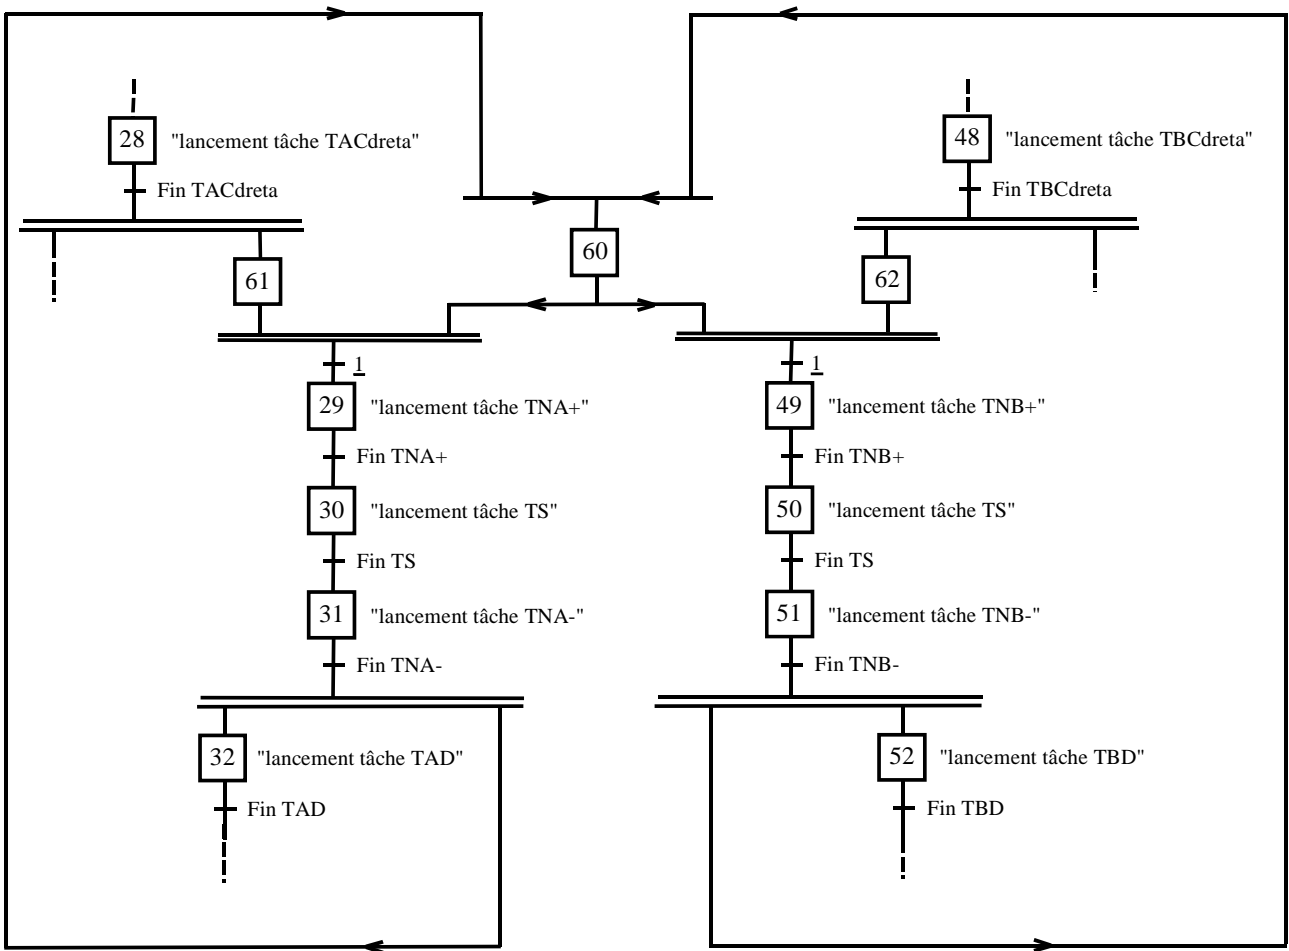 28 "lancement tâche TACdreta"
48 "lancement tâche TBCdreta"
Fin TACdreta
Fin TBCdreta
60
61
62
1
1
29 "lancement tâche TNA+"
49 "lancement tâche TNB+"
Fin TNA+
Fin TNB+
30 "lancement tâche TS"
50 "lancement tâche TS"
Fin TS
Fin TS
31 "lancement tâche TNA-"
51 "lancement tâche TNB-"
Fin TNA-
Fin TNB-
32 "lancement tâche TAD"
52 "lancement tâche TBD"
Fin TAD
Fin TBD